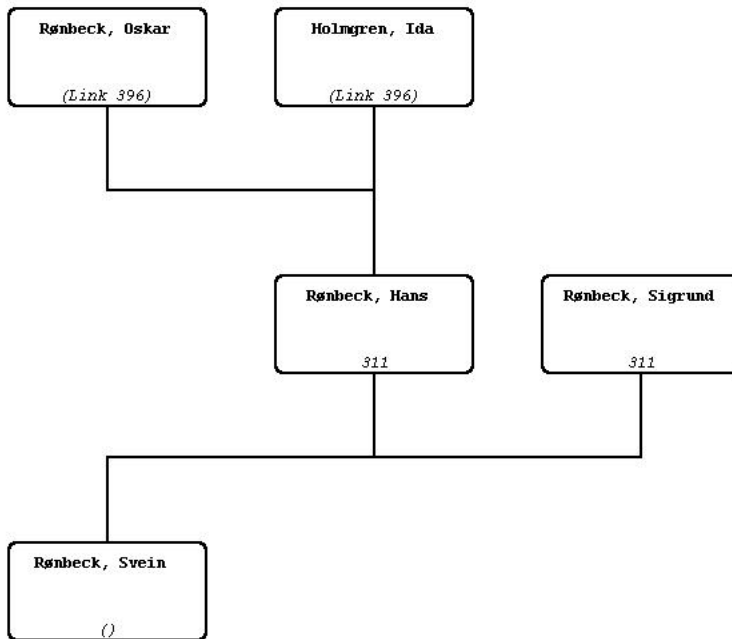 Rønbeck, Oskar
(Link 396)
Holmgren, Ida
(Link 396)
Rønbeck, Hans
311
Rønbeck, Sigrund
311
Rønbeck, Svein
()